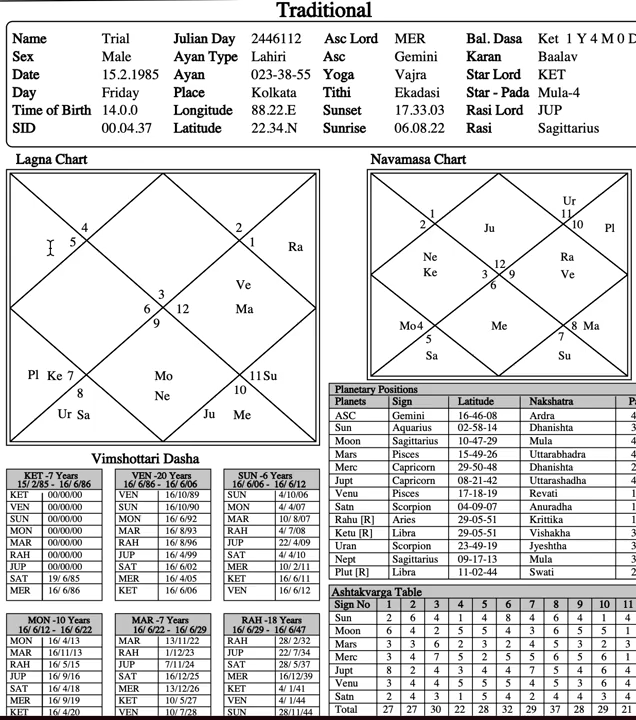 Traditional
Name Trial Julian Day 2446112 Asc Lord MER Bal. Dasa Ket 1 Y 4 M 0 D
Sex Male Ayan Type Lahiri Asc Gemini Karan Baalav
Date 15.2.1985 Ayan 023-38-55 Yoga Vajra Star Lord KET
Day Friday Place Kolkata Tithi Ekadasi Star - Pada Mula-4
Time of Birth 14.0.0 Longitude 88.22.E Sunset 17.33.03 Rasi Lord JUP
SID 00.04.37 Latitude 22.34.N Sunrise 06.08.22 Rasi Sagittarius
Lagna Chart
4
5
2
1
Ra
Ve
Ma
3
6 12
9
Pl Ke 7
8
Ur Sa
Mo
Ne
11 Su
10
Ju Me
Navamasa Chart
1
2
Ju
Ur
11
10 Pl
Ne
Ke
12
3 9
6
Ra
Ve
Mo 4
5
Sa
Me
8 Ma
7
Su
Planetary Positions
Planets Sign Latitude Nakshatra
ASC Gemini 16-46-08 Ardra 4
Sun Aquarius 02-58-14 Dhanishta 3
Moon Sagittarius 10-47-29 Mula 4
Mars Pisces 15-49-26 Uttarabhadra 4
Merc Capricorn 29-50-48 Dhanishta 2
Jupt Capricorn 08-21-42 Uttarashadha 4
Venu Pisces 17-18-19 Revati 1
Satn Scorpion 04-09-07 Anuradha 1
Rahu [R] Aries 29-05-51 Krittika 1
Ketu [R] Libra 29-05-51 Vishakha 3
Uran Scorpion 23-49-19 Jyeshtha 3
Nept Sagittarius 09-17-13 Mula 3
Plut [R] Libra 11-02-44 Swati 2
Vimshottari Dasha
KET -7 Years
15/ 2/85 - 16/ 6/86
KET 00/00/00
VEN 00/00/00
SUN 00/00/00
MON 00/00/00
MAR 00/00/00
RAH 00/00/00
JUP 00/00/00
SAT 19/ 6/85
MER 16/ 6/86
VEN -20 Years
16/ 6/86 - 16/ 6/06
VEN 16/10/89
SUN 16/10/90
MON 16/ 6/92
MAR 16/ 8/93
RAH 16/ 8/96
JUP 16/ 4/99
SAT 16/ 6/02
MER 16/ 4/05
KET 16/ 6/06
SUN -6 Years
16/ 6/06 - 16/ 6/12
SUN 4/10/06
MON 4/ 4/07
MAR 10/ 8/07
RAH 4/ 7/08
JUP 22/ 4/09
SAT 4/ 4/10
MER 10/ 2/11
KET 16/ 6/11
VEN 16/ 6/12
MON -10 Years
16/ 6/12 - 16/ 6/22
MON 16/ 4/13
MAR 16/11/13
RAH 16/ 5/15
JUP 16/ 9/16
SAT 16/ 4/18
MER 16/ 9/19
KET 16/ 4/20
MAR -7 Years
16/ 6/22 - 16/ 6/29
MAR 13/11/22
RAH 1/12/23
JUP 7/11/24
SAT 16/12/25
MER 13/12/26
KET 10/ 5/27
VEN 10/ 7/28
RAH -18 Years
16/ 6/29 - 16/ 6/47
RAH 28/ 2/32
JUP 22/ 7/34
SAT 28/ 5/37
MER 16/12/39
KET 4/ 1/41
VEN 4/ 1/44
SUN 28/11/44
Ashtakvarga Table
Sign No 1 2 3 4 5 6 7 8 9 10 11
Sun 2 6 4 1 4 8 4 6 4 1 4
Moon 6 4 2 5 5 4 3 6 5 5 1
Mars 3 3 6 2 3 2 4 5 3 2 3
Merc 3 4 7 5 2 5 5 6 5 6 1
Jupt 8 2 4 3 4 4 7 5 4 6 4
Venu 3 4 4 5 5 5 4 5 3 6 4
Satn 2 4 3 1 5 4 2 4 4 3 4
Total 27 27 30 22 28 32 29 37 28 29 21